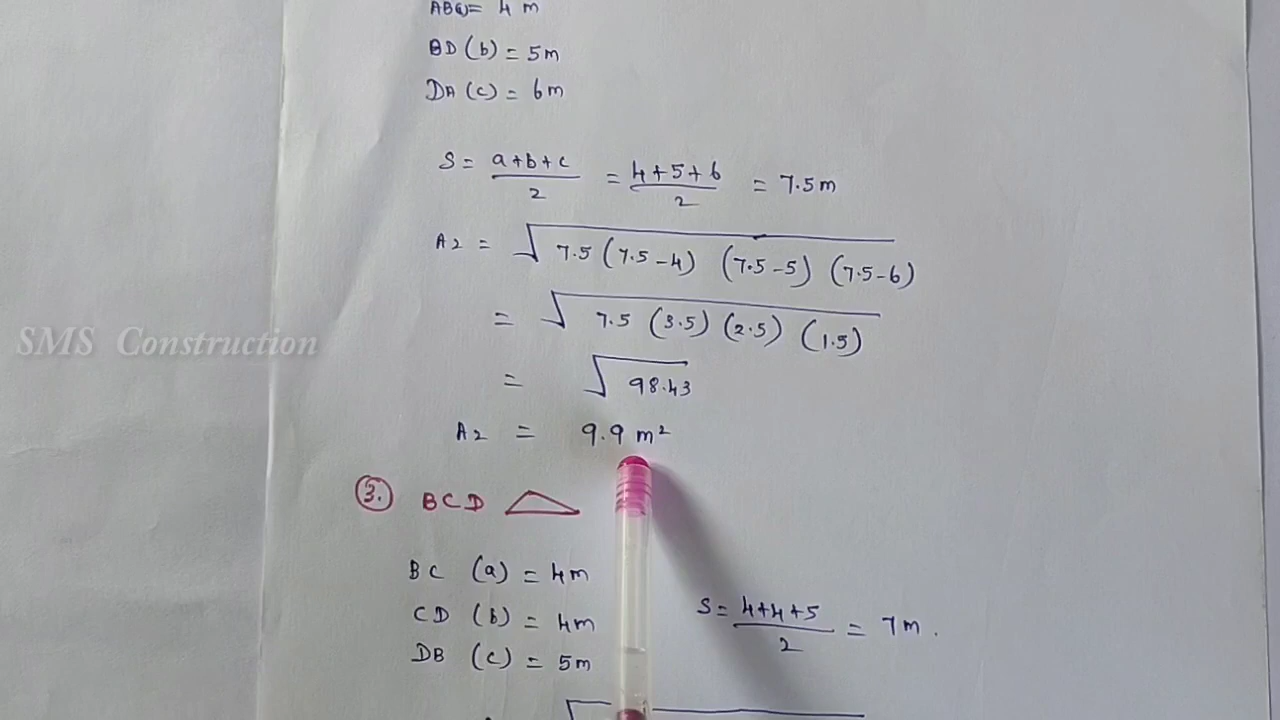 AB(a)= 4 m
BD (b) = 5m
DA (c) = 6m
S = a+b+c/2 = 4+5+6/2 = 7.5m
A2 = √7.5 (7.5-4) (7.5-5) (7.5-6)
= √7.5 (3.5) (2.5) (1.5)
SMS Construction
= √98.43
A2 = 9.9 m²
3. BCD
BC (a) = 4m
CD (b) = 4m
DB (c) = 5m
S = 4+4+5/2 = 7m.